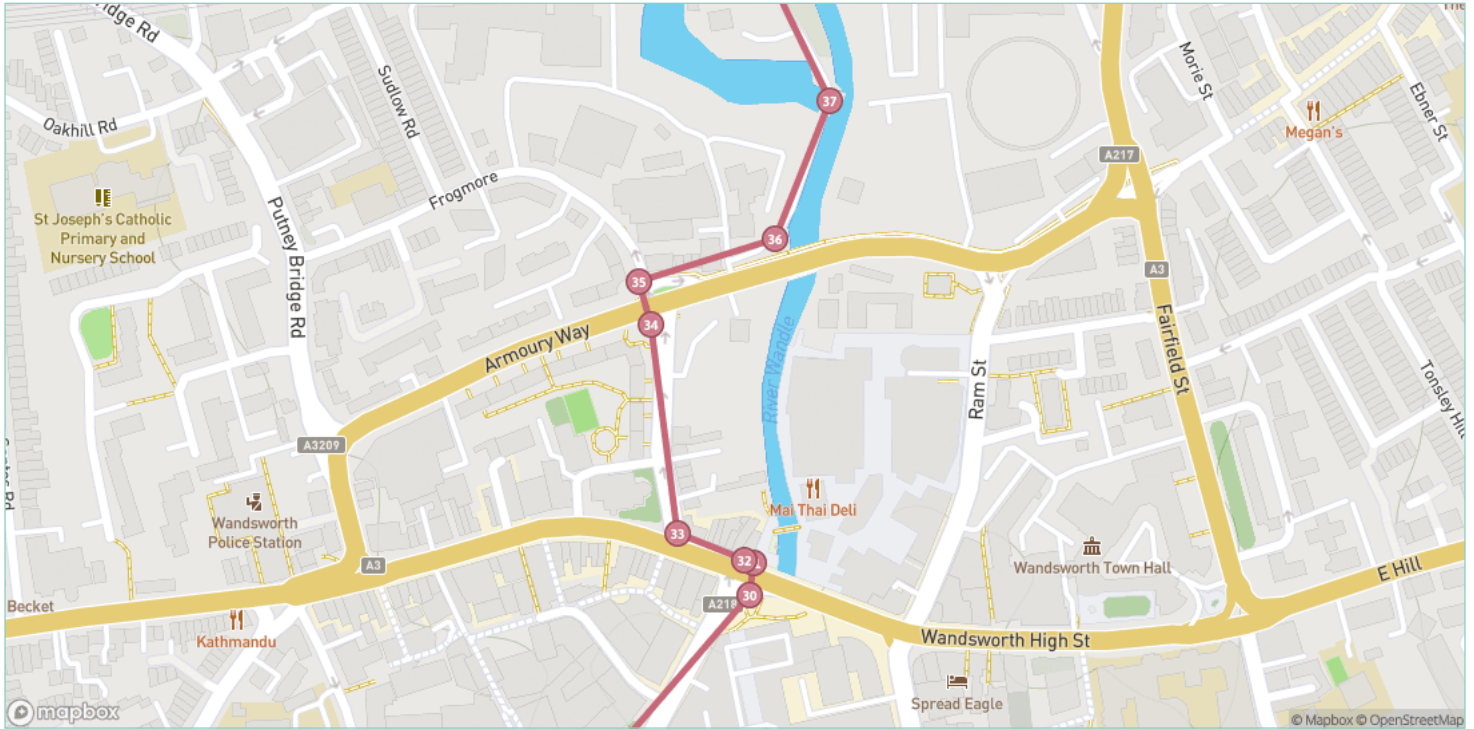 Oakhill Rd
Sudlow Rd
Morie St
Ebner St
Megan's
37
A217
St Joseph's Catholic
Primary and
Nursery School
Frogmore
Putney Bridge Rd
36
35
A3
34
Armoury Way
River Wandle
Ram St
Fairfield St
Tonsley Hill
A3209
Mai Thai Deli
Wandsworth
Police Station
33
32
A3
Wandsworth Town Hall
E Hill
30
A218
Becket
Kathmandu
Wandsworth High St
Spread Eagle
mapbox
© Mapbox © OpenStreetMap